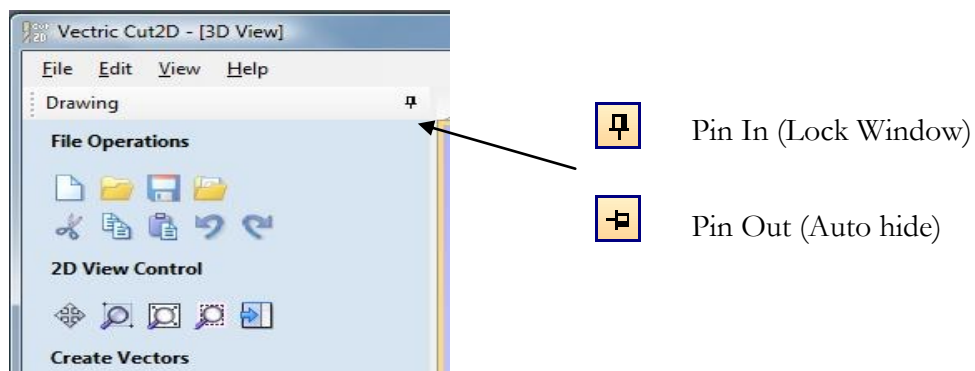 Vectric Cut2D - [3D View]
File Edit View Help
Drawing
File Operations
2D View Control
Create Vectors
Pin In (Lock Window)
Pin Out (Auto hide)